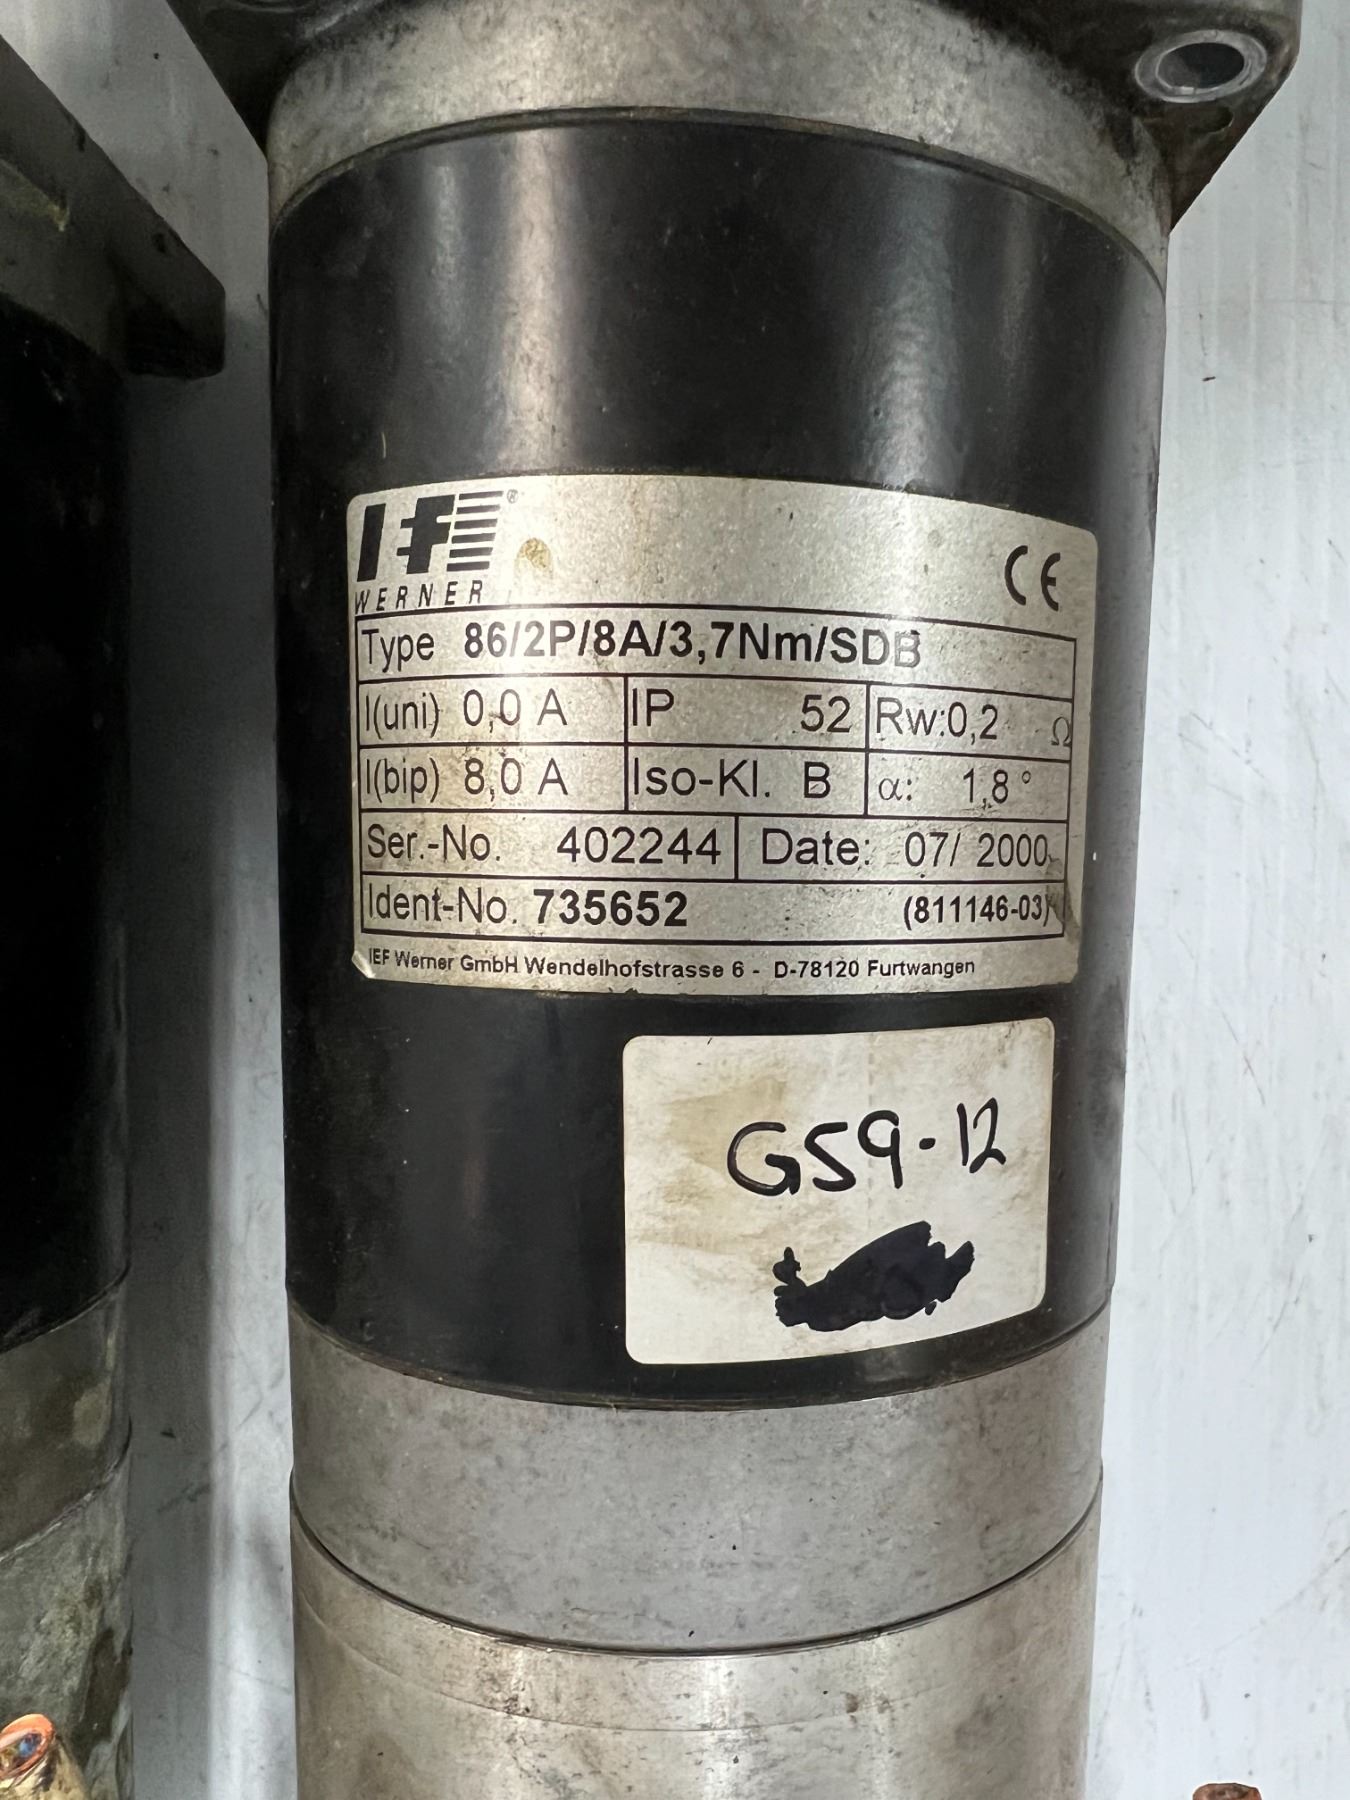 IEF®
WERNER
CE
Type 86/2P/8A/3,7Nm/SDB
I(uni) 0,0 A IP 52 Rw:0,2 Ω
I(bip) 8,0 A Iso-Kl. B α: 1,8 °
Ser.-No. 402244 Date: 07/ 2000
Ident-No. 735652 (811146-03)
IEF Werner GmbH Wendelhofstrasse 6 - D-78120 Furtwangen
G59-12